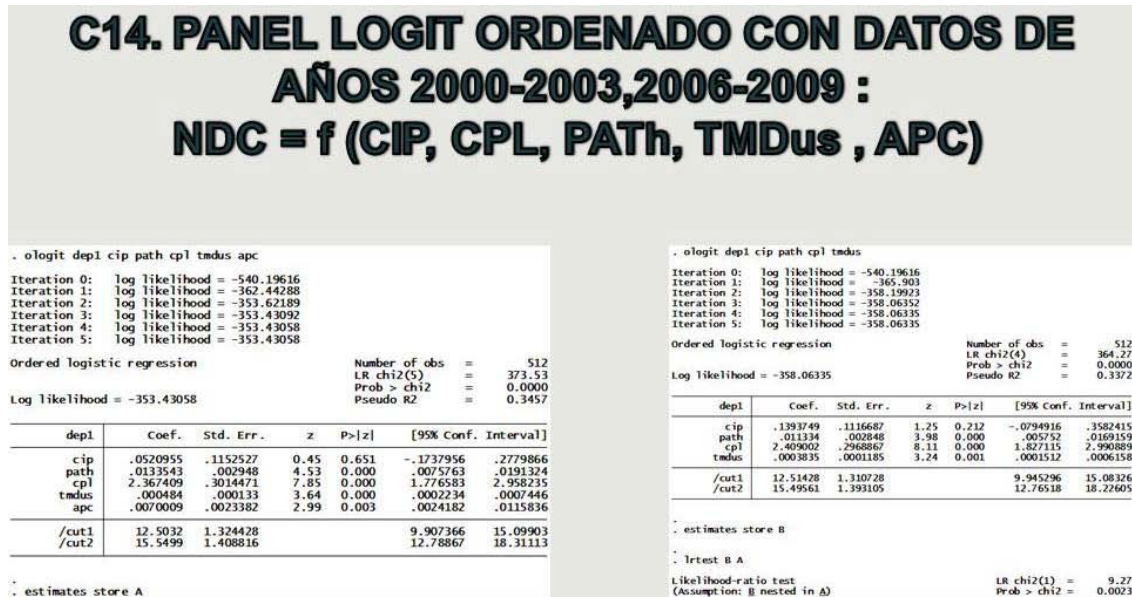 C14. PANEL LOGIT ORDENADO CON DATOS DE
AÑOS 2000-2003,2006-2009 :
NDC = f (CIP, CPL, PATh, TMDus , APC)
. ologit dep1 cip path cpl tmdus apc
Iteration 0: log likelihood = -540.19616
Iteration 1: log likelihood = -362.44288
Iteration 2: log likelihood = -353.62189
Iteration 3: log likelihood = -353.43092
Iteration 4: log likelihood = -353.43058
Iteration 5: log likelihood = -353.43058
Ordered logistic regression Number of obs = 512
LR chi2(5) = 373.53
Prob > chi2 = 0.0000
Log likelihood = -353.43058 Pseudo R2 = 0.3457
dep1 Coef. Std. Err. z P>|z| [95% Conf. Interval]
cip .0520955 .1152527 0.45 0.651 -.1737956 .2779866
path .0133543 .002948 4.53 0.000 .0075763 .0191324
cpl 2.367409 .3014471 7.85 0.000 1.776583 2.958235
tmdus .000484 .000133 3.64 0.000 .0002234 .0007446
apc .0070009 .0023382 2.99 0.003 .0024182 .0115836
/cut1 12.5032 1.324428 9.907366 15.09903
/cut2 15.5499 1.408816 12.78867 18.31113
.
. estimates store A
. ologit dep1 cip path cpl tmdus
Iteration 0: log likelihood = -540.19616
Iteration 1: log likelihood = -365.903
Iteration 2: log likelihood = -358.19923
Iteration 3: log likelihood = -358.06352
Iteration 4: log likelihood = -358.06335
Iteration 5: log likelihood = -358.06335
Ordered logistic regression Number of obs = 512
LR chi2(4) = 364.27
Prob > chi2 = 0.0000
Log likelihood = -358.06335 Pseudo R2 = 0.3372
dep1 Coef. Std. Err. z P>|z| [95% Conf. Interval]
cip .1393749 .1116687 1.25 0.212 -.0794916 .3582415
path .011334 .002848 3.98 0.000 .005752 .0169159
cpl 2.409002 .2968867 8.11 0.000 1.827115 2.990889
tmdus .0003835 .0001185 3.24 0.001 .0001512 .0006158
/cut1 12.51428 1.310728 9.945296 15.08326
/cut2 15.49561 1.393105 12.76518 18.22605
.
. estimates store B
.
. lrtest B A
Likelihood-ratio test LR chi2(1) = 9.27
(Assumption: B nested in A) Prob > chi2 = 0.0023